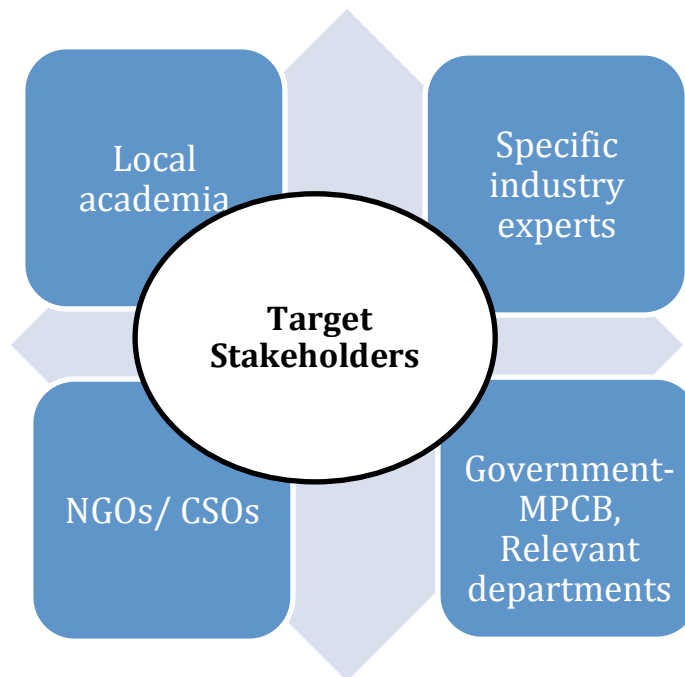 Local
academia
Specific
industry
experts
Target
Stakeholders
NGOs/ CSOs
Government-
MPCB,
Relevant
departments